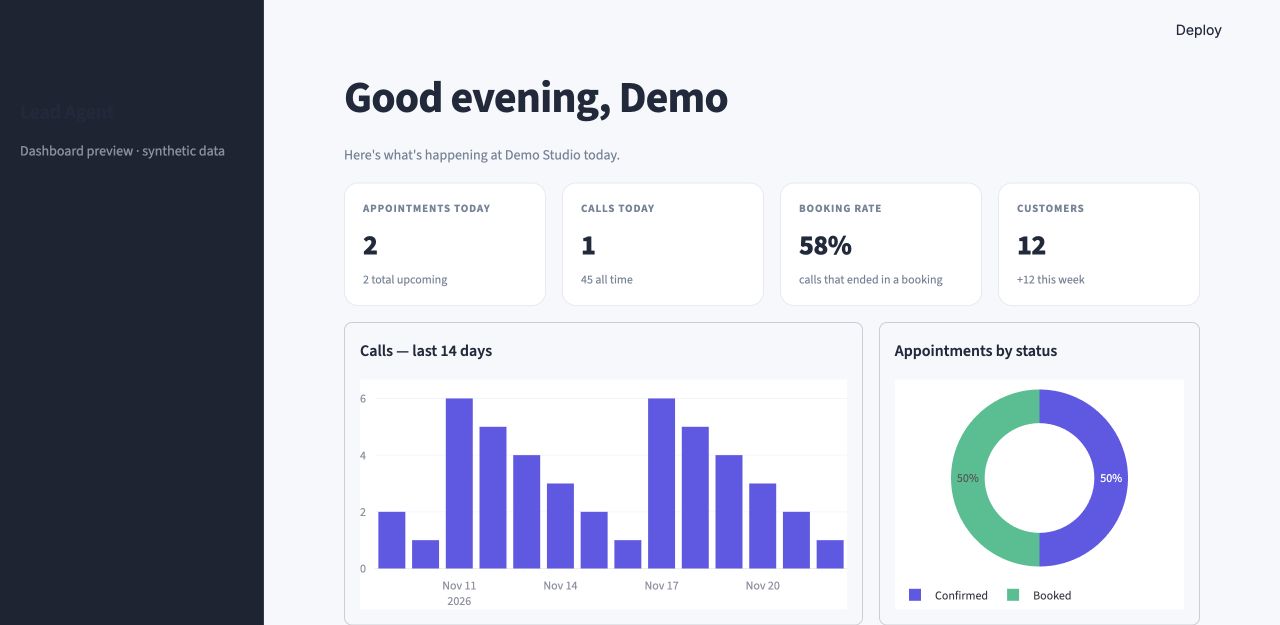 Deploy
Lead Agent
Dashboard preview · synthetic data
Good evening, Demo
Here's what's happening at Demo Studio today.
APPOINTMENTS TODAY
2
2 total upcoming
CALLS TODAY
1
45 all time
BOOKING RATE
58%
calls that ended in a booking
CUSTOMERS
12
+12 this week
Calls — last 14 days
6
4
2
0
Nov 11
2026
Nov 14
Nov 17
Nov 20
Appointments by status
50%
50%
Confirmed
Booked